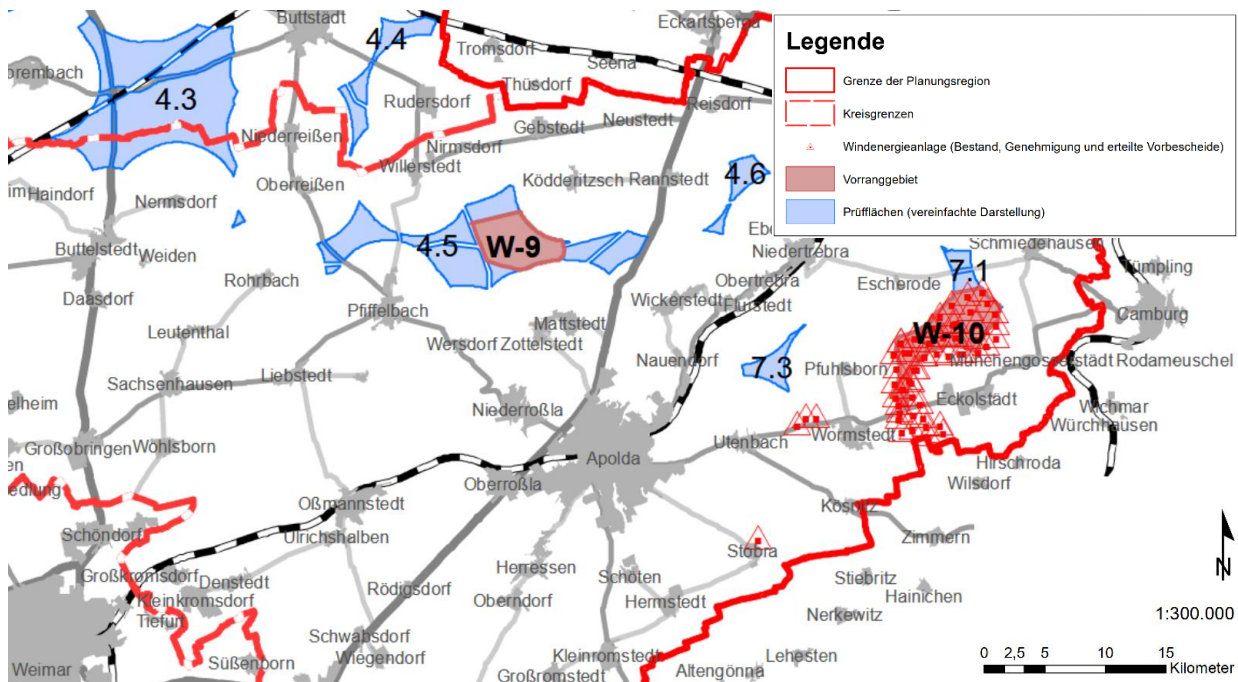 Buttstädt
Eckartsberga
4.4
Tromsdorf
Seena
Thüsdorf
4.3
Rudersdorf
Reisdorf
Neustedt
Gebstedt
Niederreißen
Nirmsdorf
Willerstedt
4.6
Ködderitzsch
Rannstedt
Oberreißen
Haindorf
Nermsdorf
Buttelstedt
Weiden
4.5
W-9
Niedertrebra
Schmiedehausen
Tümpling
7.1
Rohrbach
Obertrebra
Escherode
Daasdorf
Wickerstedt
Flurstedt
Pfiffelbach
Camburg
Leutenthal
Mattstedt
W-10
Wersdorf
Zottelstedt
Nauendorf
Münchengosserstädt
Rodameuschel
7.3
Pfuhlsborn
Sachsenhausen
Liebstedt
Eckolstädt
Wichmar
Niederroßla
Würchhausen
Großobringen
Wöhlsborn
Utenbach
Wormstedt
Apolda
Hirschroda
Oberroßla
Wilsdorf
Oßmannstedt
Kösnitz
Schöndorf
Ulrichshalben
Zimmern
Stobra
Großkromsdorf
Denstedt
Herressen
Schöten
Stiebritz
Hainichen
Kleinkromsdorf
Rödigsdorf
Oberndorf
Hermstedt
Nerkewitz
Tiefurt
Schwabsdorf
Wiegendorf
Kleinromstedt
Lehesten
Weimar
Süßenborn
Großromstedt
Altengönna
Legende
Grenze der Planungsregion
Kreisgrenzen
Windenergieanlage (Bestand, Genehmigung und erteilte Vorbescheide)
Vorranggebiet
Prüfflächen (vereinfachte Darstellung)
N
1:300.000
0 2,5 5 10 15
Kilometer